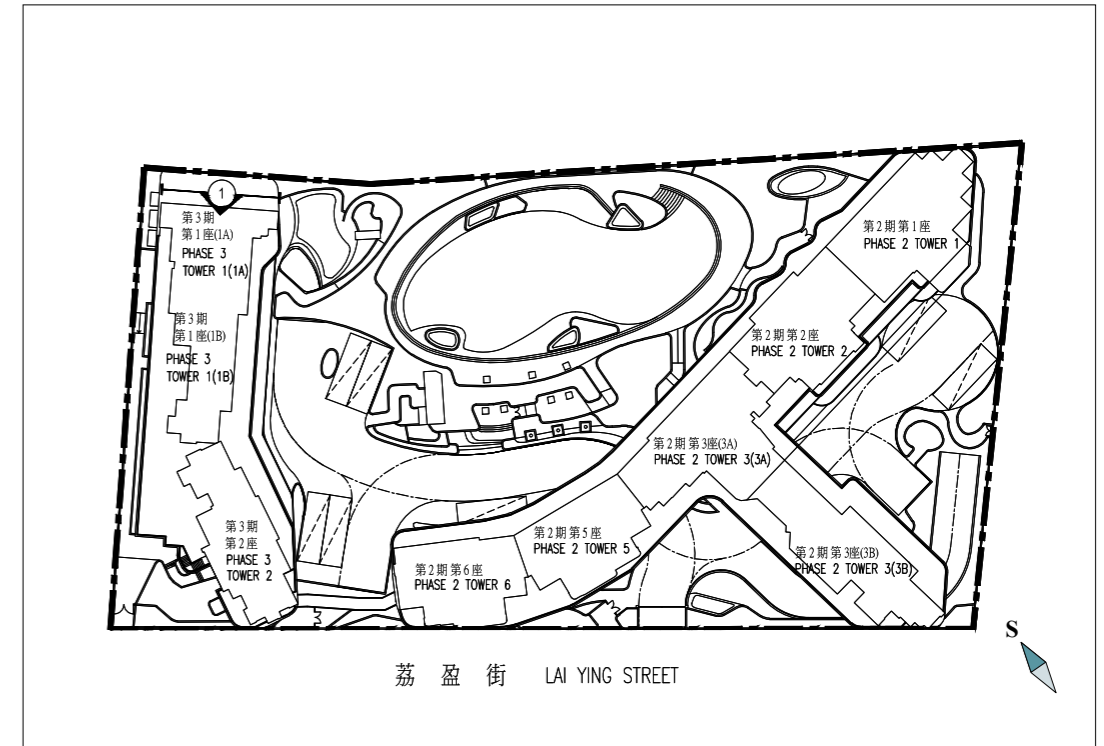 1
第3期
第1座(1A)
PHASE 3
TOWER 1(1A)
第3期
第1座(1B)
PHASE 3
TOWER 1(1B)
第3期
第2座
PHASE 3
TOWER 2
第2期第1座
PHASE 2 TOWER 1
第2期第2座
PHASE 2 TOWER 2
第2期第3座(3A)
PHASE 2 TOWER 3(3A)
第2期第5座
PHASE 2 TOWER 5
第2期第6座
PHASE 2 TOWER 6
第2期第3座(3B)
PHASE 2 TOWER 3(3B)
S
荔盈街 LAI YING STREET